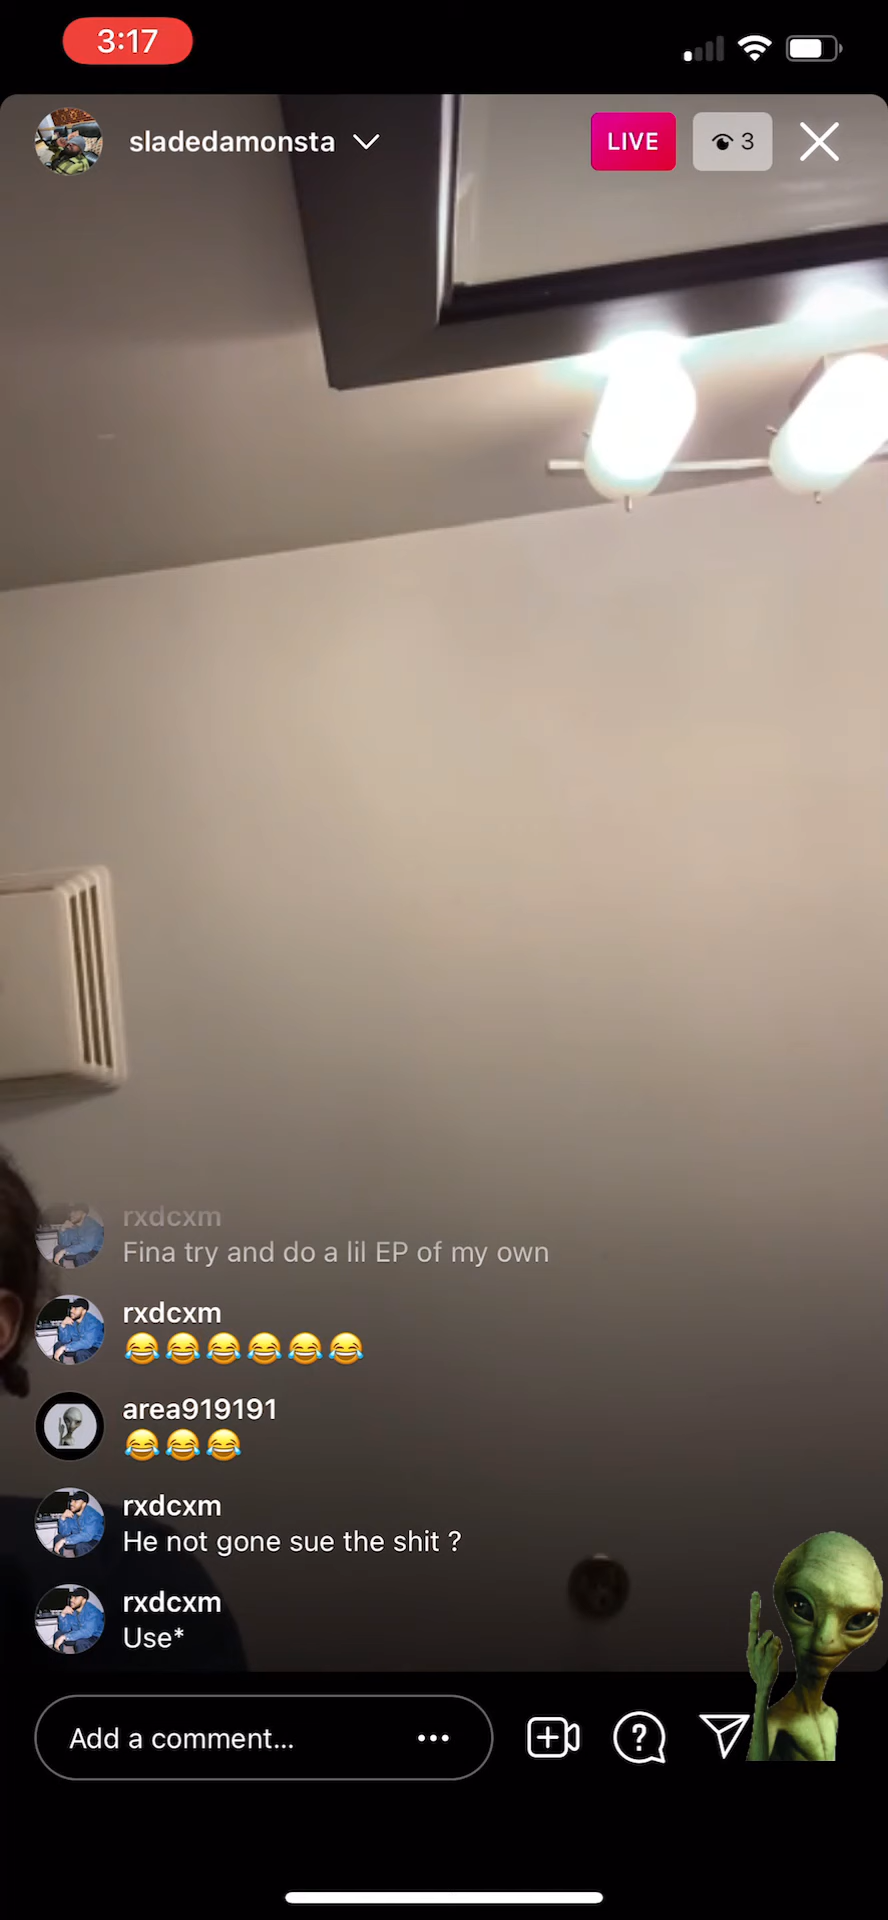 3:17
sladedamonsta
LIVE
3
rxdcxm
Fina try and do a lil EP of my own
rxdcxm
😂😂😂😂😂😂
area919191
😂😂😂
rxdcxm
He not gone sue the shit ?
rxdcxm
Use*
Add a comment...